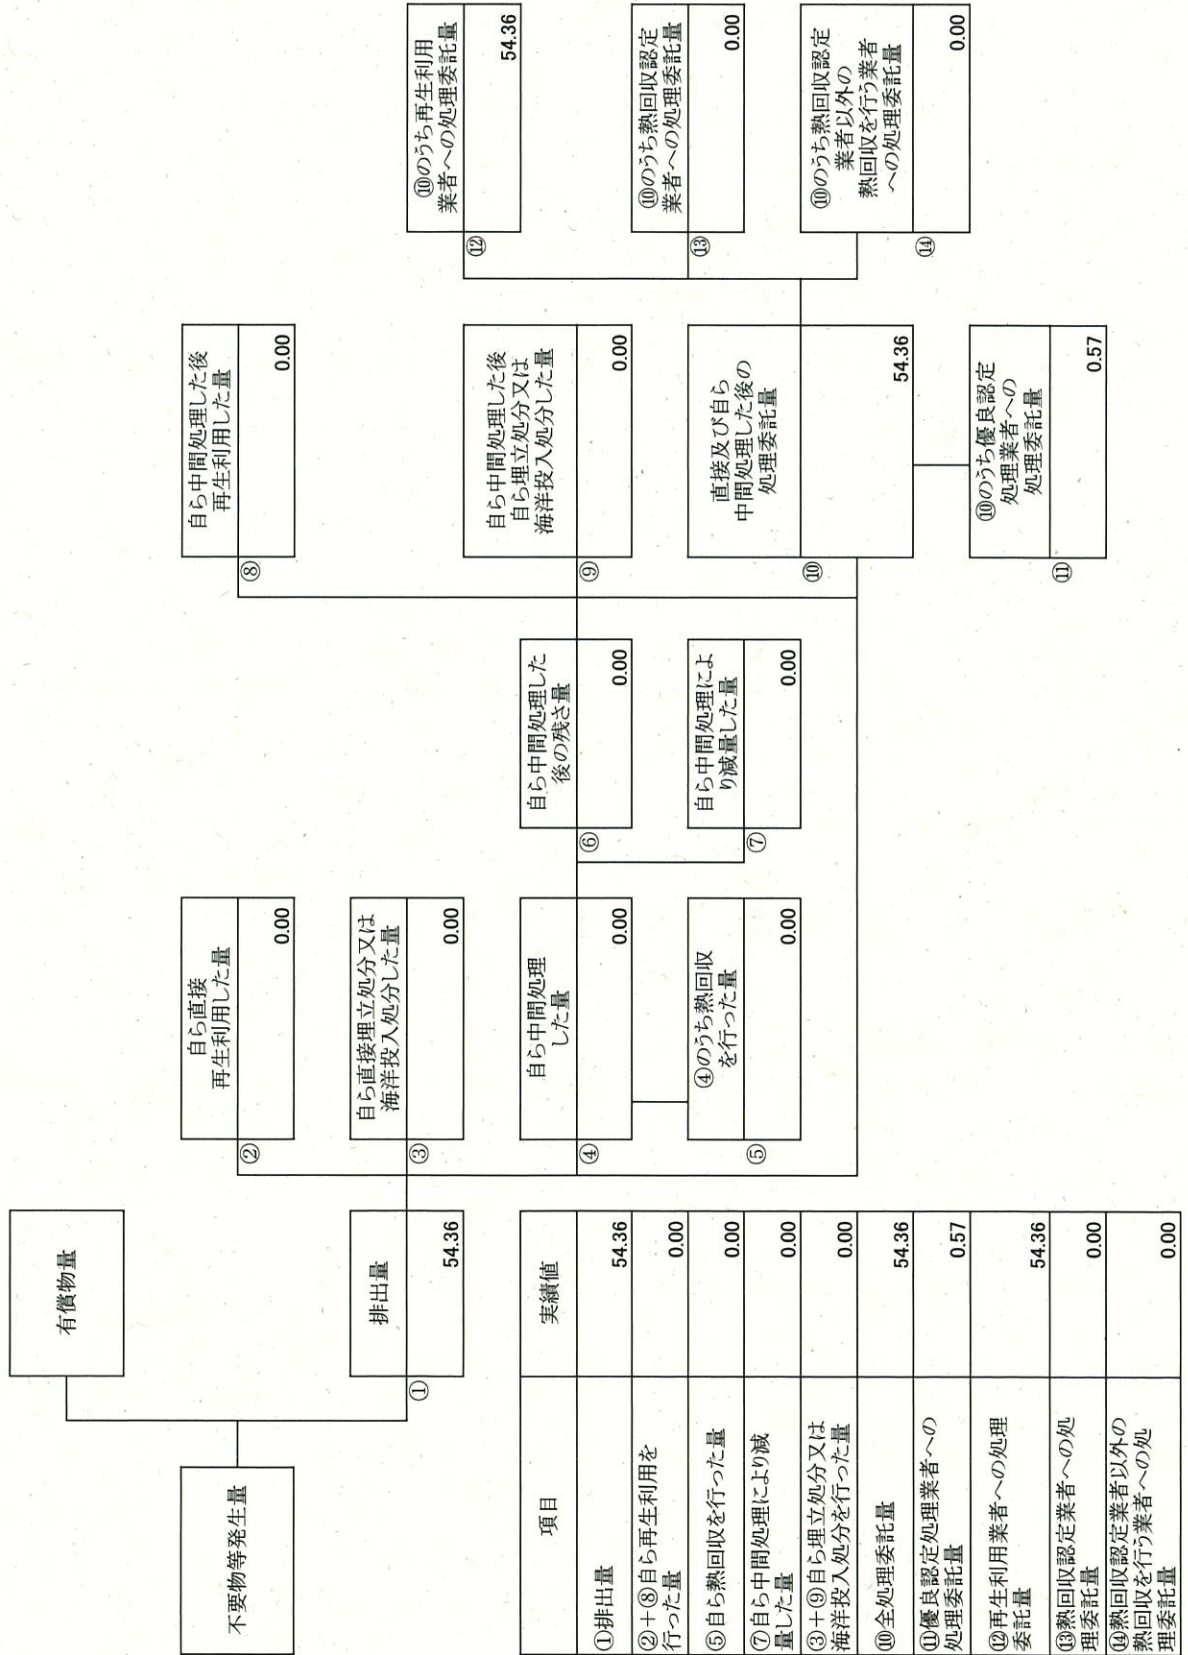 不要物等発生量
有償物量
①
排出量
54.36
②
自ら直接
再生利用した量
0.00
③
自ら直接埋立処分又は
海洋投入処分した量
0.00
④
自ら中間処理
した量
0.00
⑤
④のうち熱回収
を行った量
0.00
⑥
自ら中間処理した
後の残さ量
0.00
⑦
自ら中間処理によ
り減量した量
0.00
⑧
自ら中間処理した後
再生利用した量
0.00
⑨
自ら中間処理した後
自ら埋立処分又は
海洋投入処分した量
0.00
⑩
直接及び自ら
中間処理した後の
処理委託量
54.36
⑪
⑩のうち優良認定
処理業者への
処理委託量
0.57
⑫
⑩のうち再生利用
業者への処理委託量
54.36
⑬
⑩のうち熱回収認定
業者への処理委託量
0.00
⑭
⑩のうち熱回収認定
業者以外の
熱回収を行う業者
への処理委託量
0.00
項目 実績値
①排出量 54.36
②+⑧自ら再生利用を
行った量 0.00
⑤自ら熱回収を行った量 0.00
⑦自ら中間処理により減
量した量 0.00
③+⑨自ら埋立処分又は
海洋投入処分を行った量 0.00
⑩全処理委託量 54.36
⑪優良認定処理業者への
処理委託量 0.57
⑫再生利用業者への処理
委託量 54.36
⑬熱回収認定業者への処
理委託量 0.00
⑭熱回収認定業者以外の
熱回収を行う業者への処
理委託量 0.00